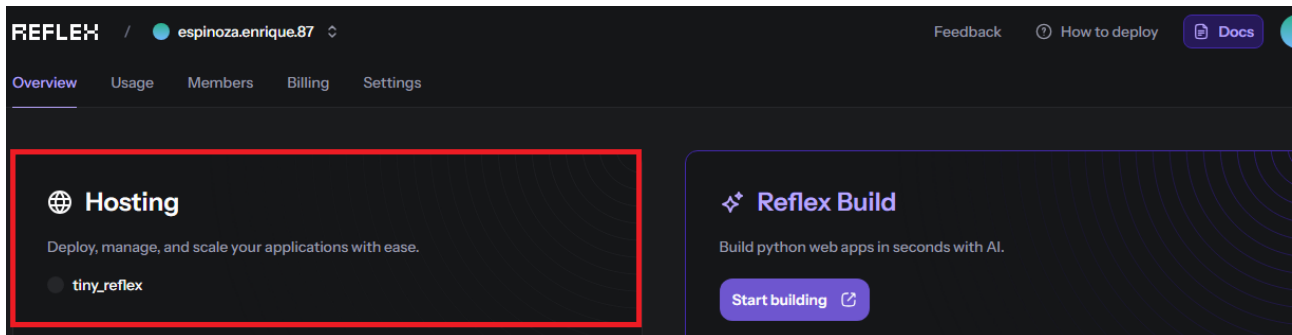 REFLEX / espinoza.enrique.87 Feedback How to deploy Docs
Overview Usage Members Billing Settings
Hosting
Deploy, manage, and scale your applications with ease.
tiny_reflex
Reflex Build
Build python web apps in seconds with AI.
Start building